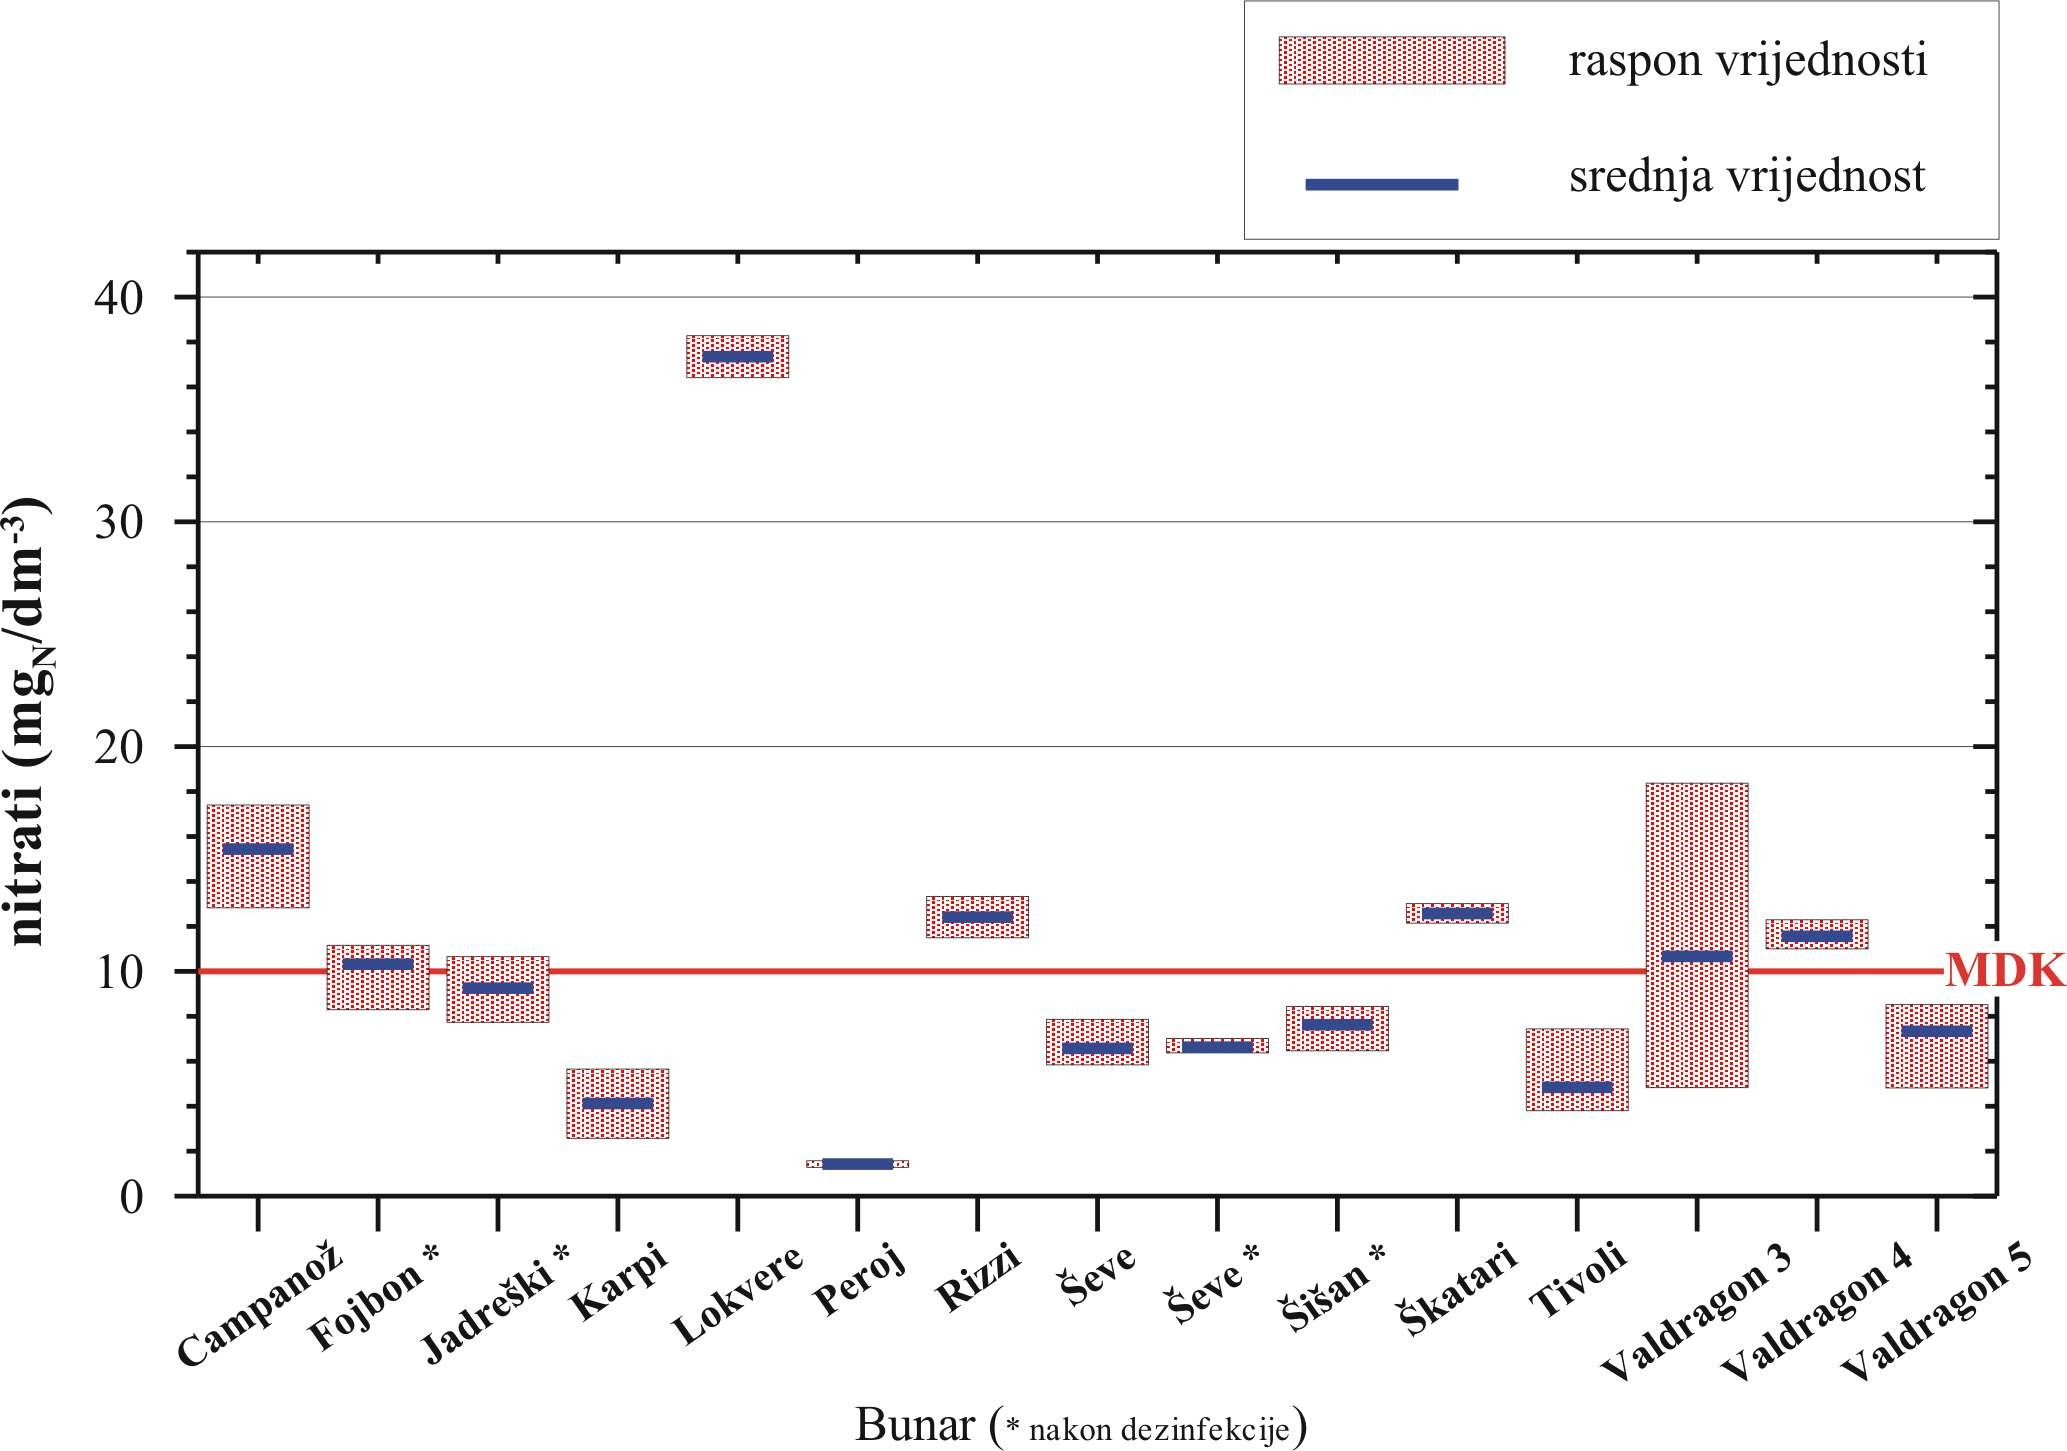 raspon vrijednosti
srednja vrijednost
nitrati (mgN/dm-3)
40
30
20
10
0
MDK
Campanož
Fojbon *
Jadreški *
Karpi
Lokvere
Peroj
Rizzi
Ševe
Ševe *
Šišan *
Škatari
Tivoli
Valdragon 3
Valdragon 4
Valdragon 5
Bunar (* nakon dezinfekcije)